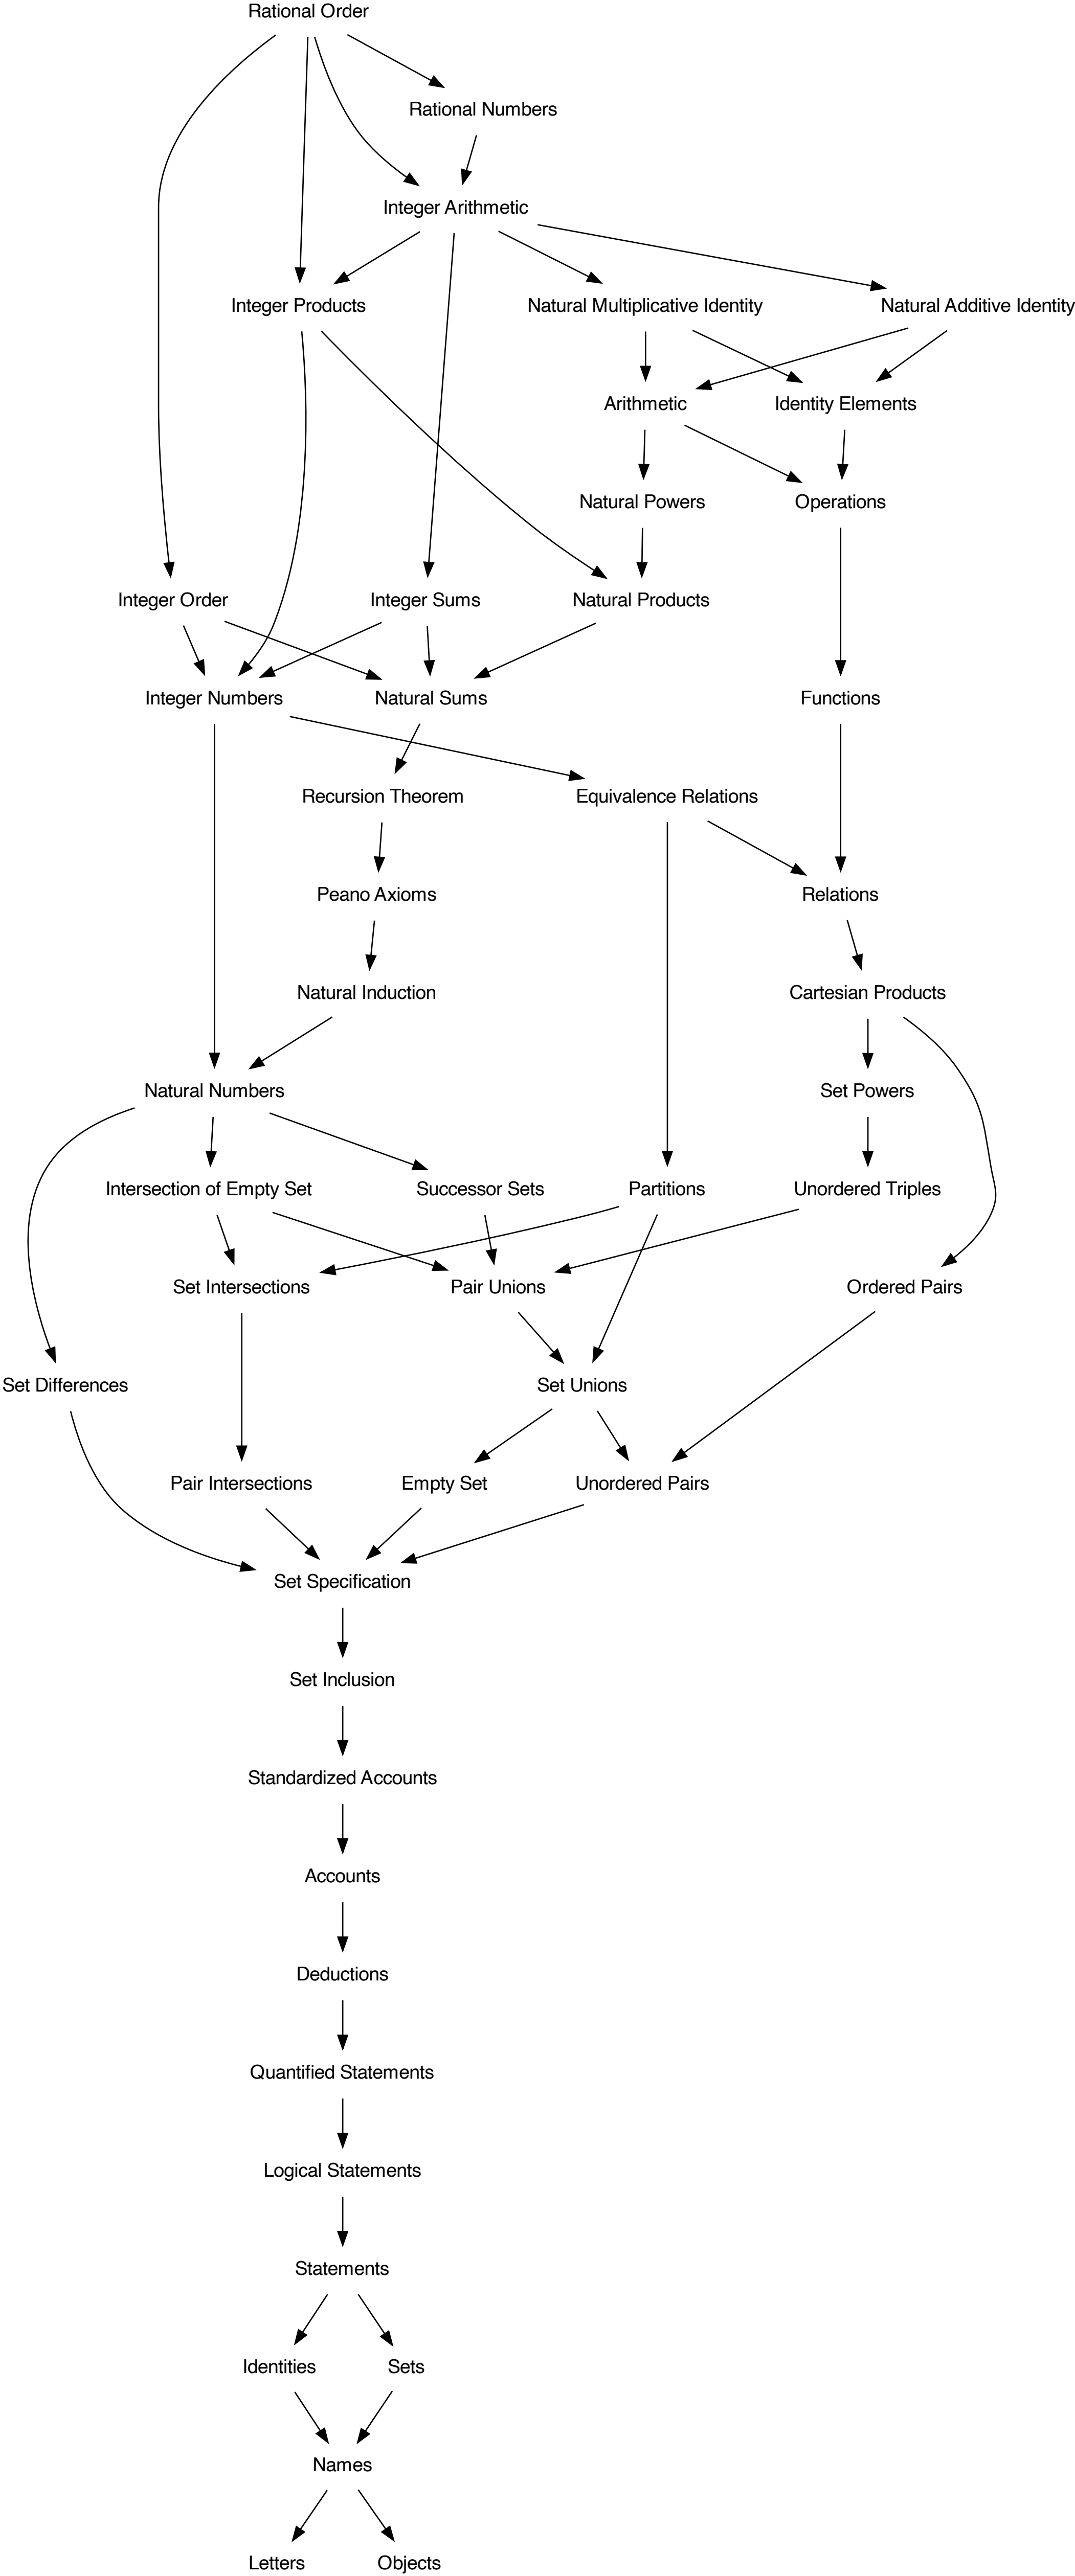 Rational Order
Rational Numbers
Integer Arithmetic
Integer Products
Natural Multiplicative Identity
Natural Additive Identity
Arithmetic
Identity Elements
Natural Powers
Operations
Integer Order
Integer Sums
Natural Products
Integer Numbers
Natural Sums
Functions
Recursion Theorem
Equivalence Relations
Peano Axioms
Relations
Natural Induction
Cartesian Products
Natural Numbers
Set Powers
Intersection of Empty Set
Successor Sets
Partitions
Unordered Triples
Set Intersections
Pair Unions
Ordered Pairs
Set Differences
Set Unions
Pair Intersections
Empty Set
Unordered Pairs
Set Specification
Set Inclusion
Standardized Accounts
Accounts
Deductions
Quantified Statements
Logical Statements
Statements
Identities
Sets
Names
Letters
Objects